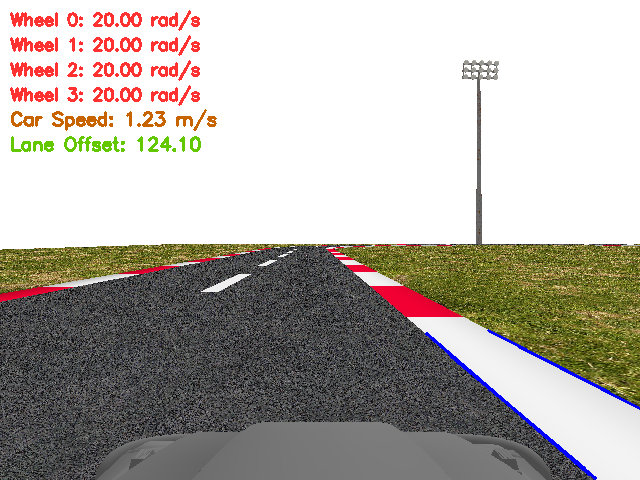 Wheel 0: 20.00 rad/s
Wheel 1: 20.00 rad/s
Wheel 2: 20.00 rad/s
Wheel 3: 20.00 rad/s
Car Speed: 1.23 m/s
Lane Offset: 124.10